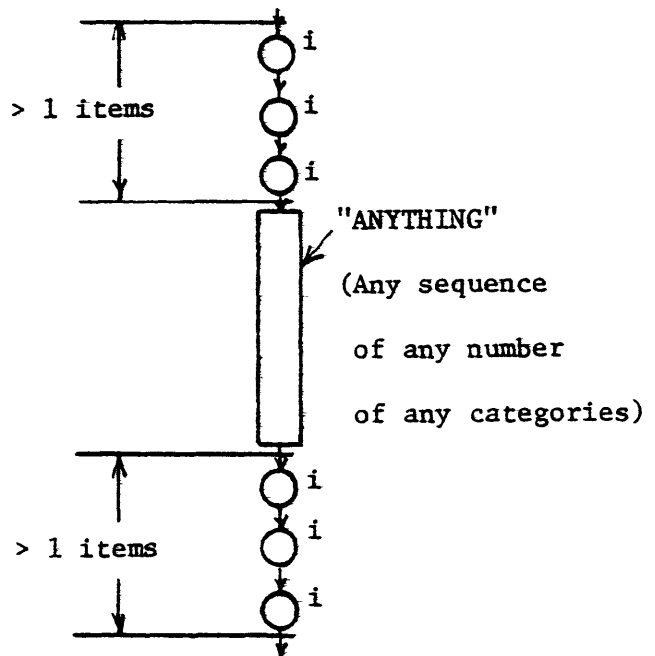 i
> 1 items
i
i
"ANYTHING"
(Any sequence
of any number
of any categories)
i
i
> 1 items
i